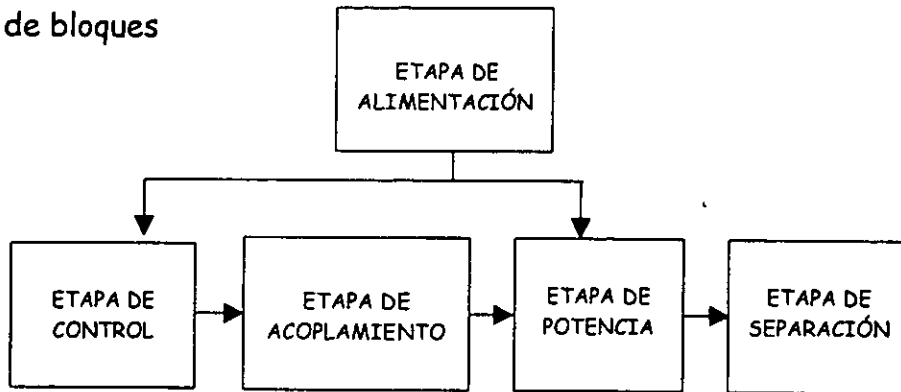 de bloques
ETAPA DE
ALIMENTACIÓN
ETAPA DE
CONTROL
ETAPA DE
ACOPLAMIENTO
ETAPA DE
POTENCIA
ETAPA DE
SEPARACIÓN